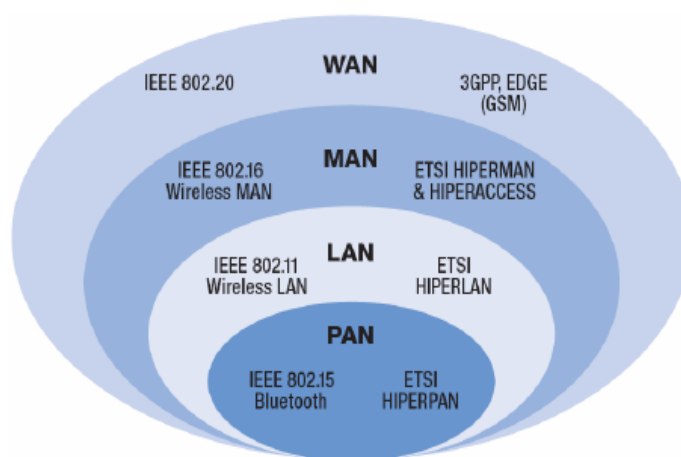 WAN
IEEE 802.20
3GPP, EDGE
(GSM)
MAN
IEEE 802.16
Wireless MAN
ETSI HIPERMAN
& HIPERACCESS
LAN
IEEE 802.11
Wireless LAN
ETSI
HIPERLAN
PAN
IEEE 802.15
Bluetooth
ETSI
HIPERPAN